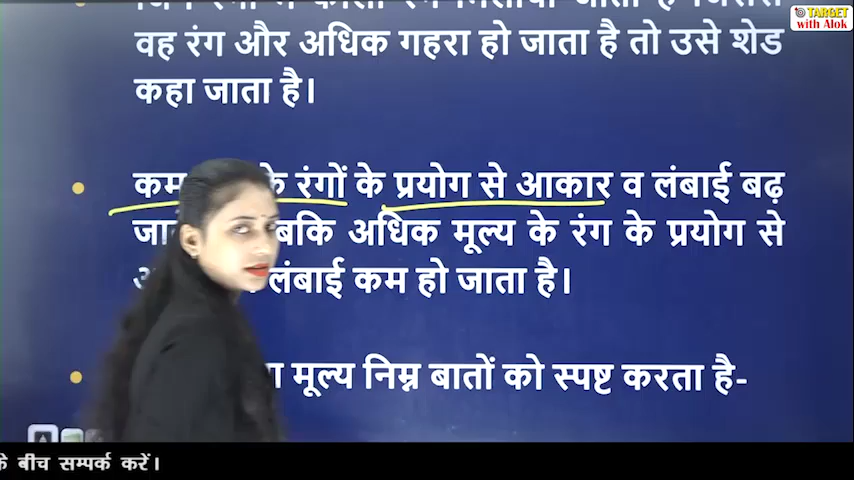 TARGET
with Alok
वह रंग और अधिक गहरा हो जाता है तो उसे शेड
कहा जाता है।
कम के रंगों के प्रयोग से आकार व लंबाई बढ़
अधिक मूल्य के रंग के प्रयोग से
लंबाई कम हो जाता है।
मूल्य निम्न बातों को स्पष्ट करता है-
के बीच सम्पर्क करें।